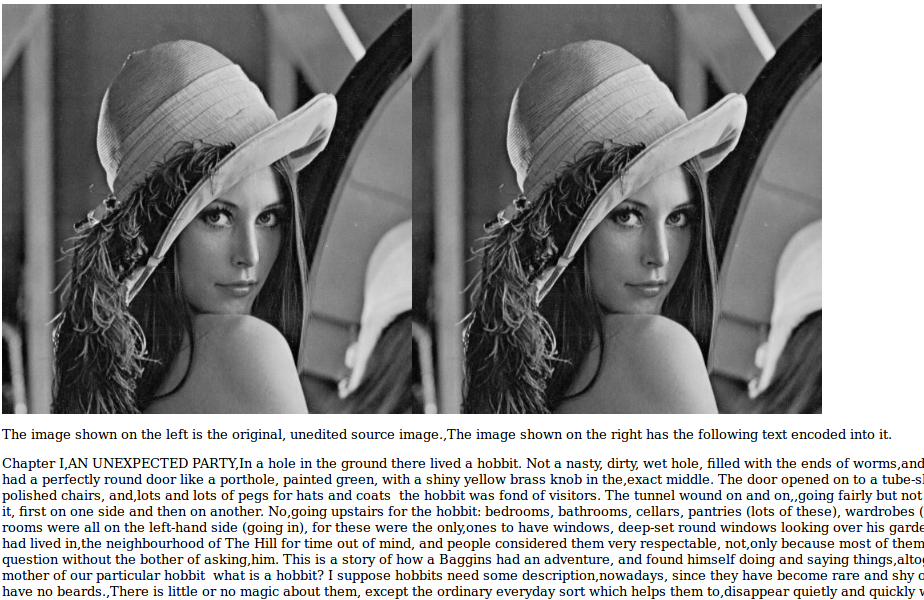 The image shown on the left is the original, unedited source image.,The image shown on the right has the following text encoded into it.
Chapter I,AN UNEXPECTED PARTY,In a hole in the ground there lived a hobbit. Not a nasty, dirty, wet hole, filled with the ends of worms,and
had a perfectly round door like a porthole, painted green, with a shiny yellow brass knob in the,exact middle. The door opened on to a
polished chairs, and,lots and lots of pegs for hats and coats  the hobbit was fond of visitors. The tunnel wound on and on,,going fairly but not
it, first on one side and then on another. No,going upstairs for the hobbit: bedrooms, bathrooms, cellars, pantries (lots of these), wardrobes (
rooms were all on the left-hand side (going in), for these were the only,ones to have windows, deep-set round windows looking over his
had lived in,the neighbourhood of The Hill for time out of mind, and people considered them very respectable, not,only because most of them
question without the bother of asking,him. This is a story of how a Baggins had an adventure, and found himself doing and saying
mother of our particular hobbit  what is a hobbit? I suppose hobbits need some description,nowadays, since they have become rare and shy
have no beards.,There is little or no magic about them, except the ordinary everyday sort which helps them to,disappear quietly and quickly